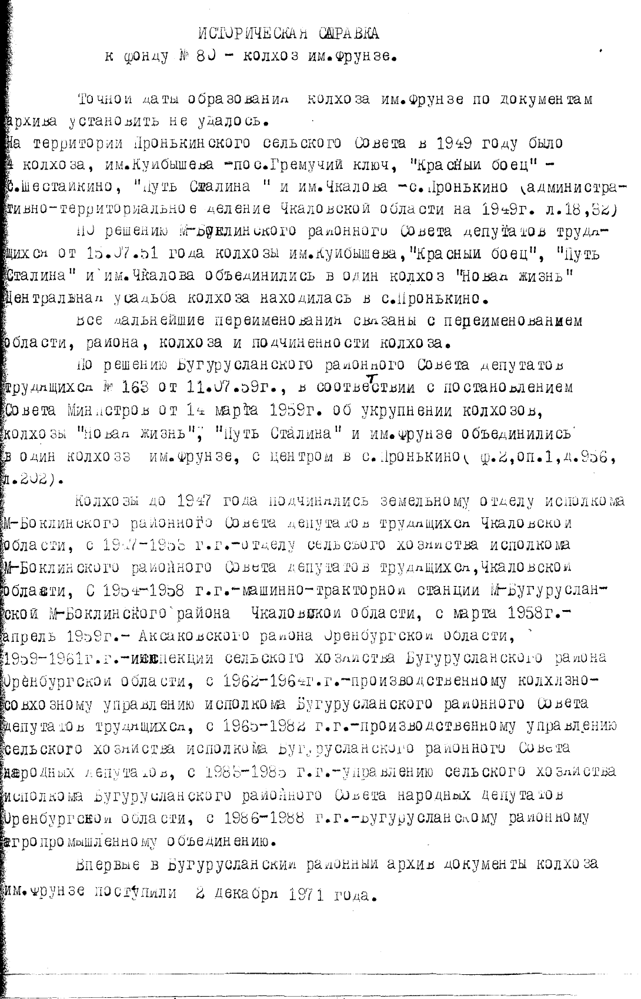 ИСТОРИЧЕСКАЯ СПРАВКА
к фонду № 80 - колхоз им.Фрунзе.
Точной даты образования колхоза им.Фрунзе по документам
архива установить не удалось.
На территории Пронькинского сельского Совета в 1949 году было
4 колхоза, им.Куйбышева -пос.Гремучий ключ, "Красный боец" -
с.Шестайкино, "Путь Сталина " и им.Чкалова -с.Пронькино (администра-
тивно-территориальное деление Чкаловской области на 1949г. л.18,32)
По решению М-Боклинского районного Совета депутатов трудя-
щихся от 15.07.51 года колхозы им.Куйбышева,"Красный боец", "Путь
Сталина" и им.Чкалова объединились в один колхоз "Новая жизнь"
Центральная усадьба колхоза находилась в с.Пронькино.
Все дальнейшие переименования связаны с переименованием
области, района, колхоза и подчиненности колхоза.
По решению Бугурусланского районного Совета депутатов
трудящихся № 163 от 11.07.59г., в соответствии с постановлением
Совета Министров от 14 марта 1959г. об укрупнении колхозов,
колхозы "Новая жизнь", "Путь Сталина" и им.Фрунзе объединились
в один колхозз им.Фрунзе, с центром в с.Пронькино( ф.2,оп.1,д.956,
л.202).
Колхозы до 1947 года подчинялись земельному отделу исполкома
М-Боклинского районного Совета депутатов трудящихся Чкаловской
области, с 1947-1953 г.г.-отделу сельского хозяйства исполкома
М-Боклинского районного Совета депутатов трудящихся,Чкаловской
области, С 1954-1958 г.г.-машинно-тракторной станции М-Бугуруслан-
ской М-Боклинского района Чкаловской области, с марта 1958г.-
апрель 1959г.- Аксаковского района Оренбургской области,
1959-1961г.г.-инспекции сельского хозяйства Бугурусланского района
Оренбургской области, с 1962-1964г.г.-производственному колхлзно-
совхозному управлению исполкома Бугурусланского районного Совета
депутатов трудящихся, с 1965-1982 г.г.-производственному управлению
сельского хозяйства исполкома Бугурусланского районного Совета
народных депутатов, с 1983-1985 г.г.-управлению сельского хозяйства
исполкома Бугурусланского районного Совета народных депутатов
Оренбургской области, с 1986-1988 г.г.-Бугурусланскому районному
агропромышленному объединению.
Впервые в Бугурусланский районный архив документы колхоза
им.Фрунзе поступили 2 декабря 1971 года.